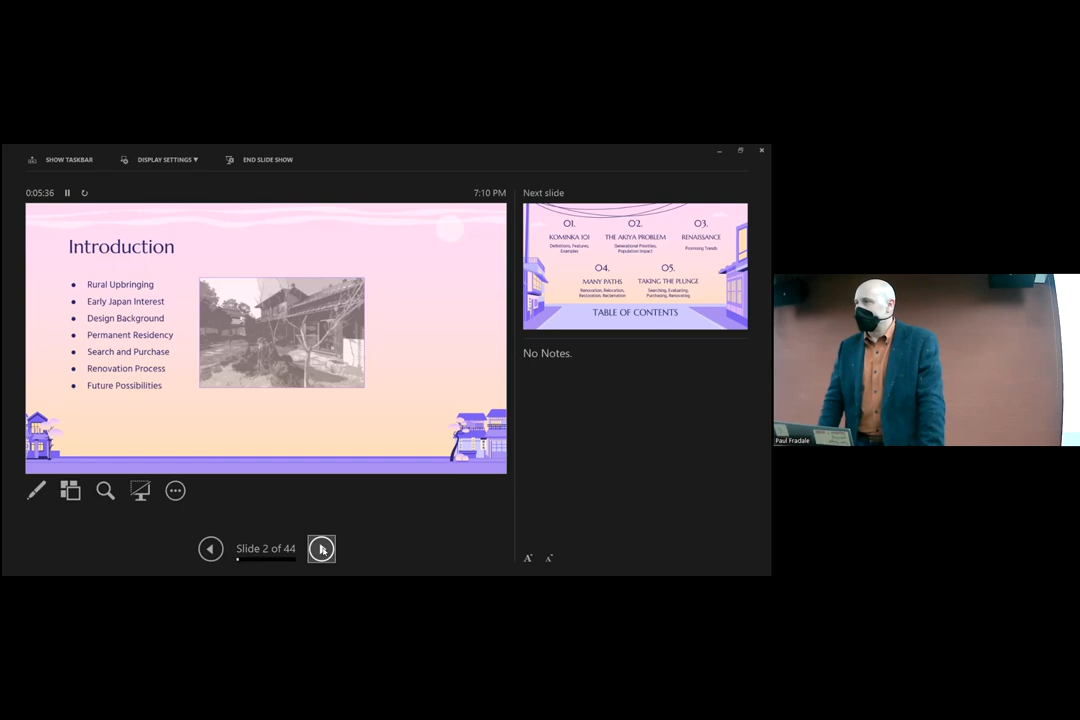 SHOW TASKBAR
DISPLAY SETTINGS ▼
END SLIDE SHOW
0:05:36
7:10 PM
Introduction
• Rural Upbringing
• Early Japan Interest
• Design Background
• Permanent Residency
• Search and Purchase
• Renovation Process
• Future Possibilities
Slide 2 of 44
Next slide
01.
KOMINKA 101
Definitions, Features,
Examples
02.
THE AKIYA PROBLEM
Generational Priorities,
Population Impact
03.
RENAISSANCE
Promising Trends
04.
MANY PATHS
Renovation, Relocation,
Restoration, Reclamation
05.
TAKING THE PLUNGE
Searching, Evaluating,
Purchasing, Renovating
TABLE OF CONTENTS
No Notes.
A A
Paul Fradale